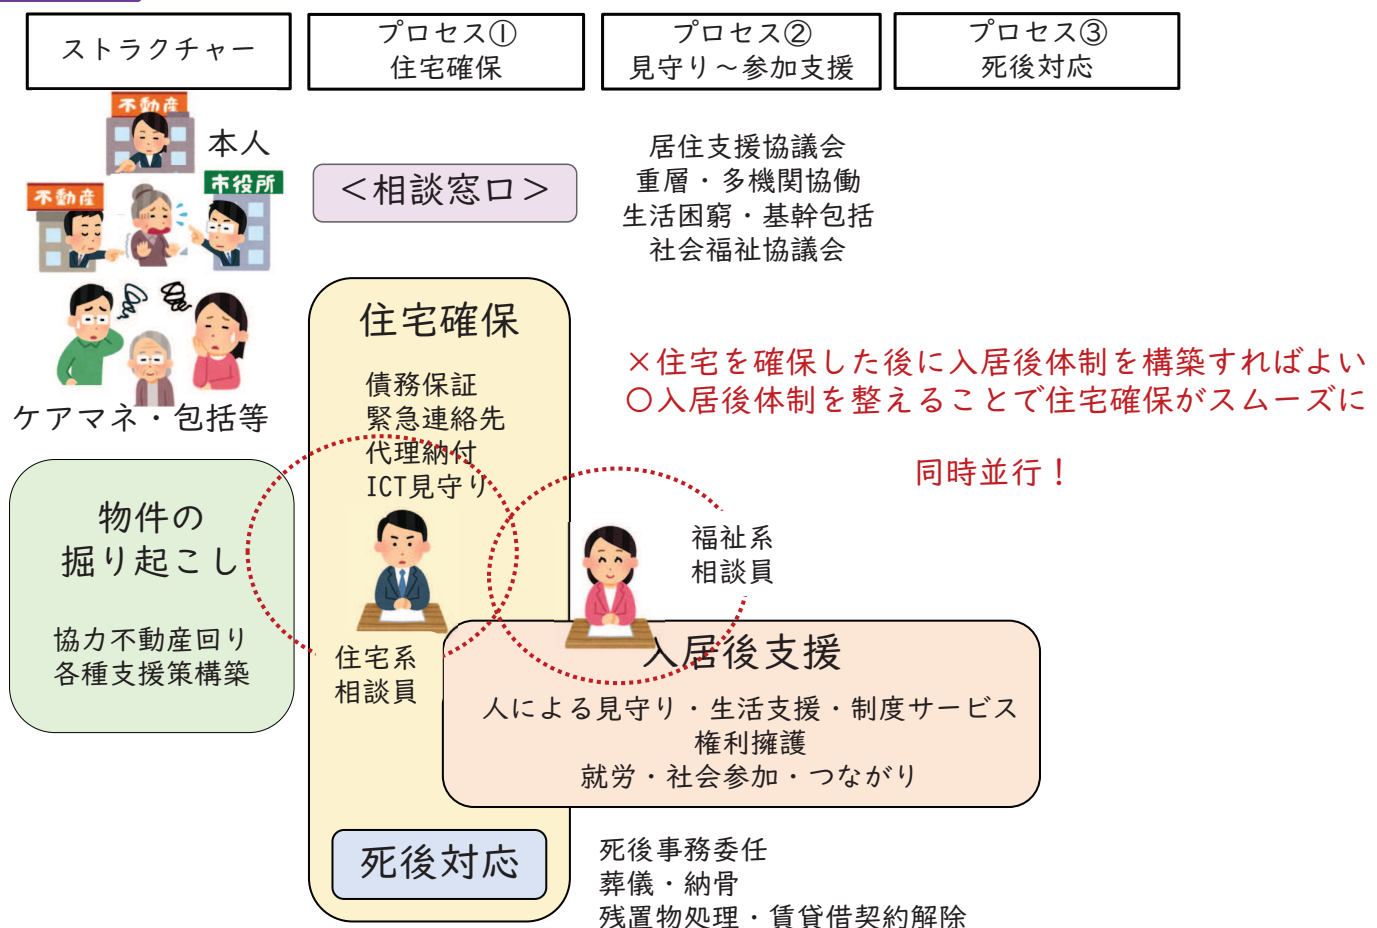 ストラクチャー
プロセス①
住宅確保
プロセス②
見守り～参加支援
プロセス③
死後対応
不動産
本人
不動産
市役所
ケアマネ・包括等
＜相談窓口＞
居住支援協議会
重層・多機関協働
生活困窮・基幹包括
社会福祉協議会
住宅確保
債務保証
緊急連絡先
代理納付
ICT見守り
×住宅を確保した後に入居後体制を構築すればよい
〇入居後体制を整えることで住宅確保がスムーズに
同時並行！
物件の
掘り起こし
協力不動産回り
各種支援策構築
住宅系
相談員
福祉系
相談員
入居後支援
人による見守り・生活支援・制度サービス
権利擁護
就労・社会参加・つながり
死後対応
死後事務委任
葬儀・納骨
残置物処理・賃貸借契約解除